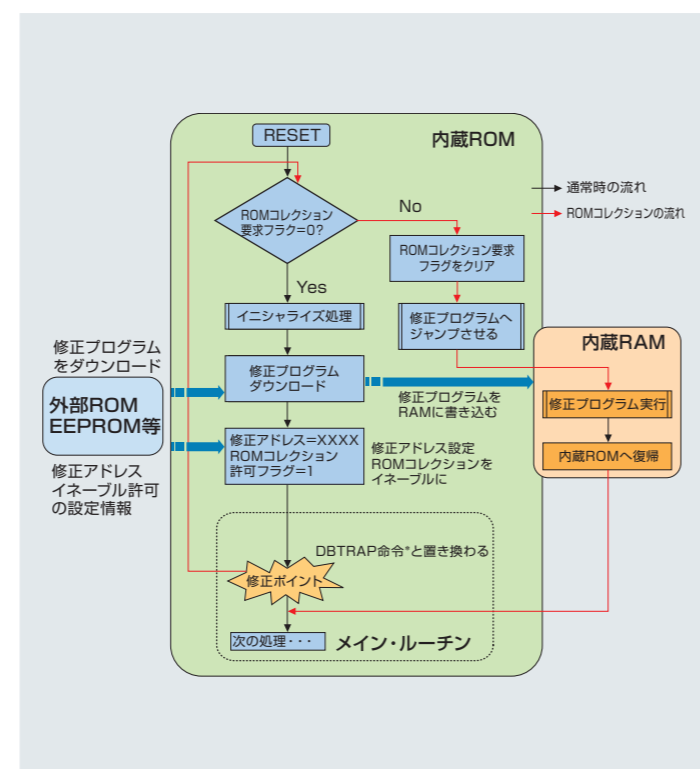 RESET
内蔵ROM
通常時の流れ
ROMコレクションの流れ
ROMコレクション
要求フラグ=0?
No
ROMコレクション要求
フラグをクリア
Yes
イニシャライズ処理
修正プログラムへ
ジャンプさせる
内蔵RAM
修正プログラム
をダウンロード
修正プログラム
ダウンロード
修正プログラムを
RAMに書き込む
修正プログラム実行
外部ROM
EEPROM等
修正アドレス=XXXX
ROMコレクション
許可フラグ=1
修正アドレス設定
ROMコレクションを
イネーブルに
内蔵ROMへ復帰
修正アドレス
イネーブル許可
の設定情報
DBTRAP命令*と置き換わる
修正ポイント
次の処理・・・
メイン・ルーチン